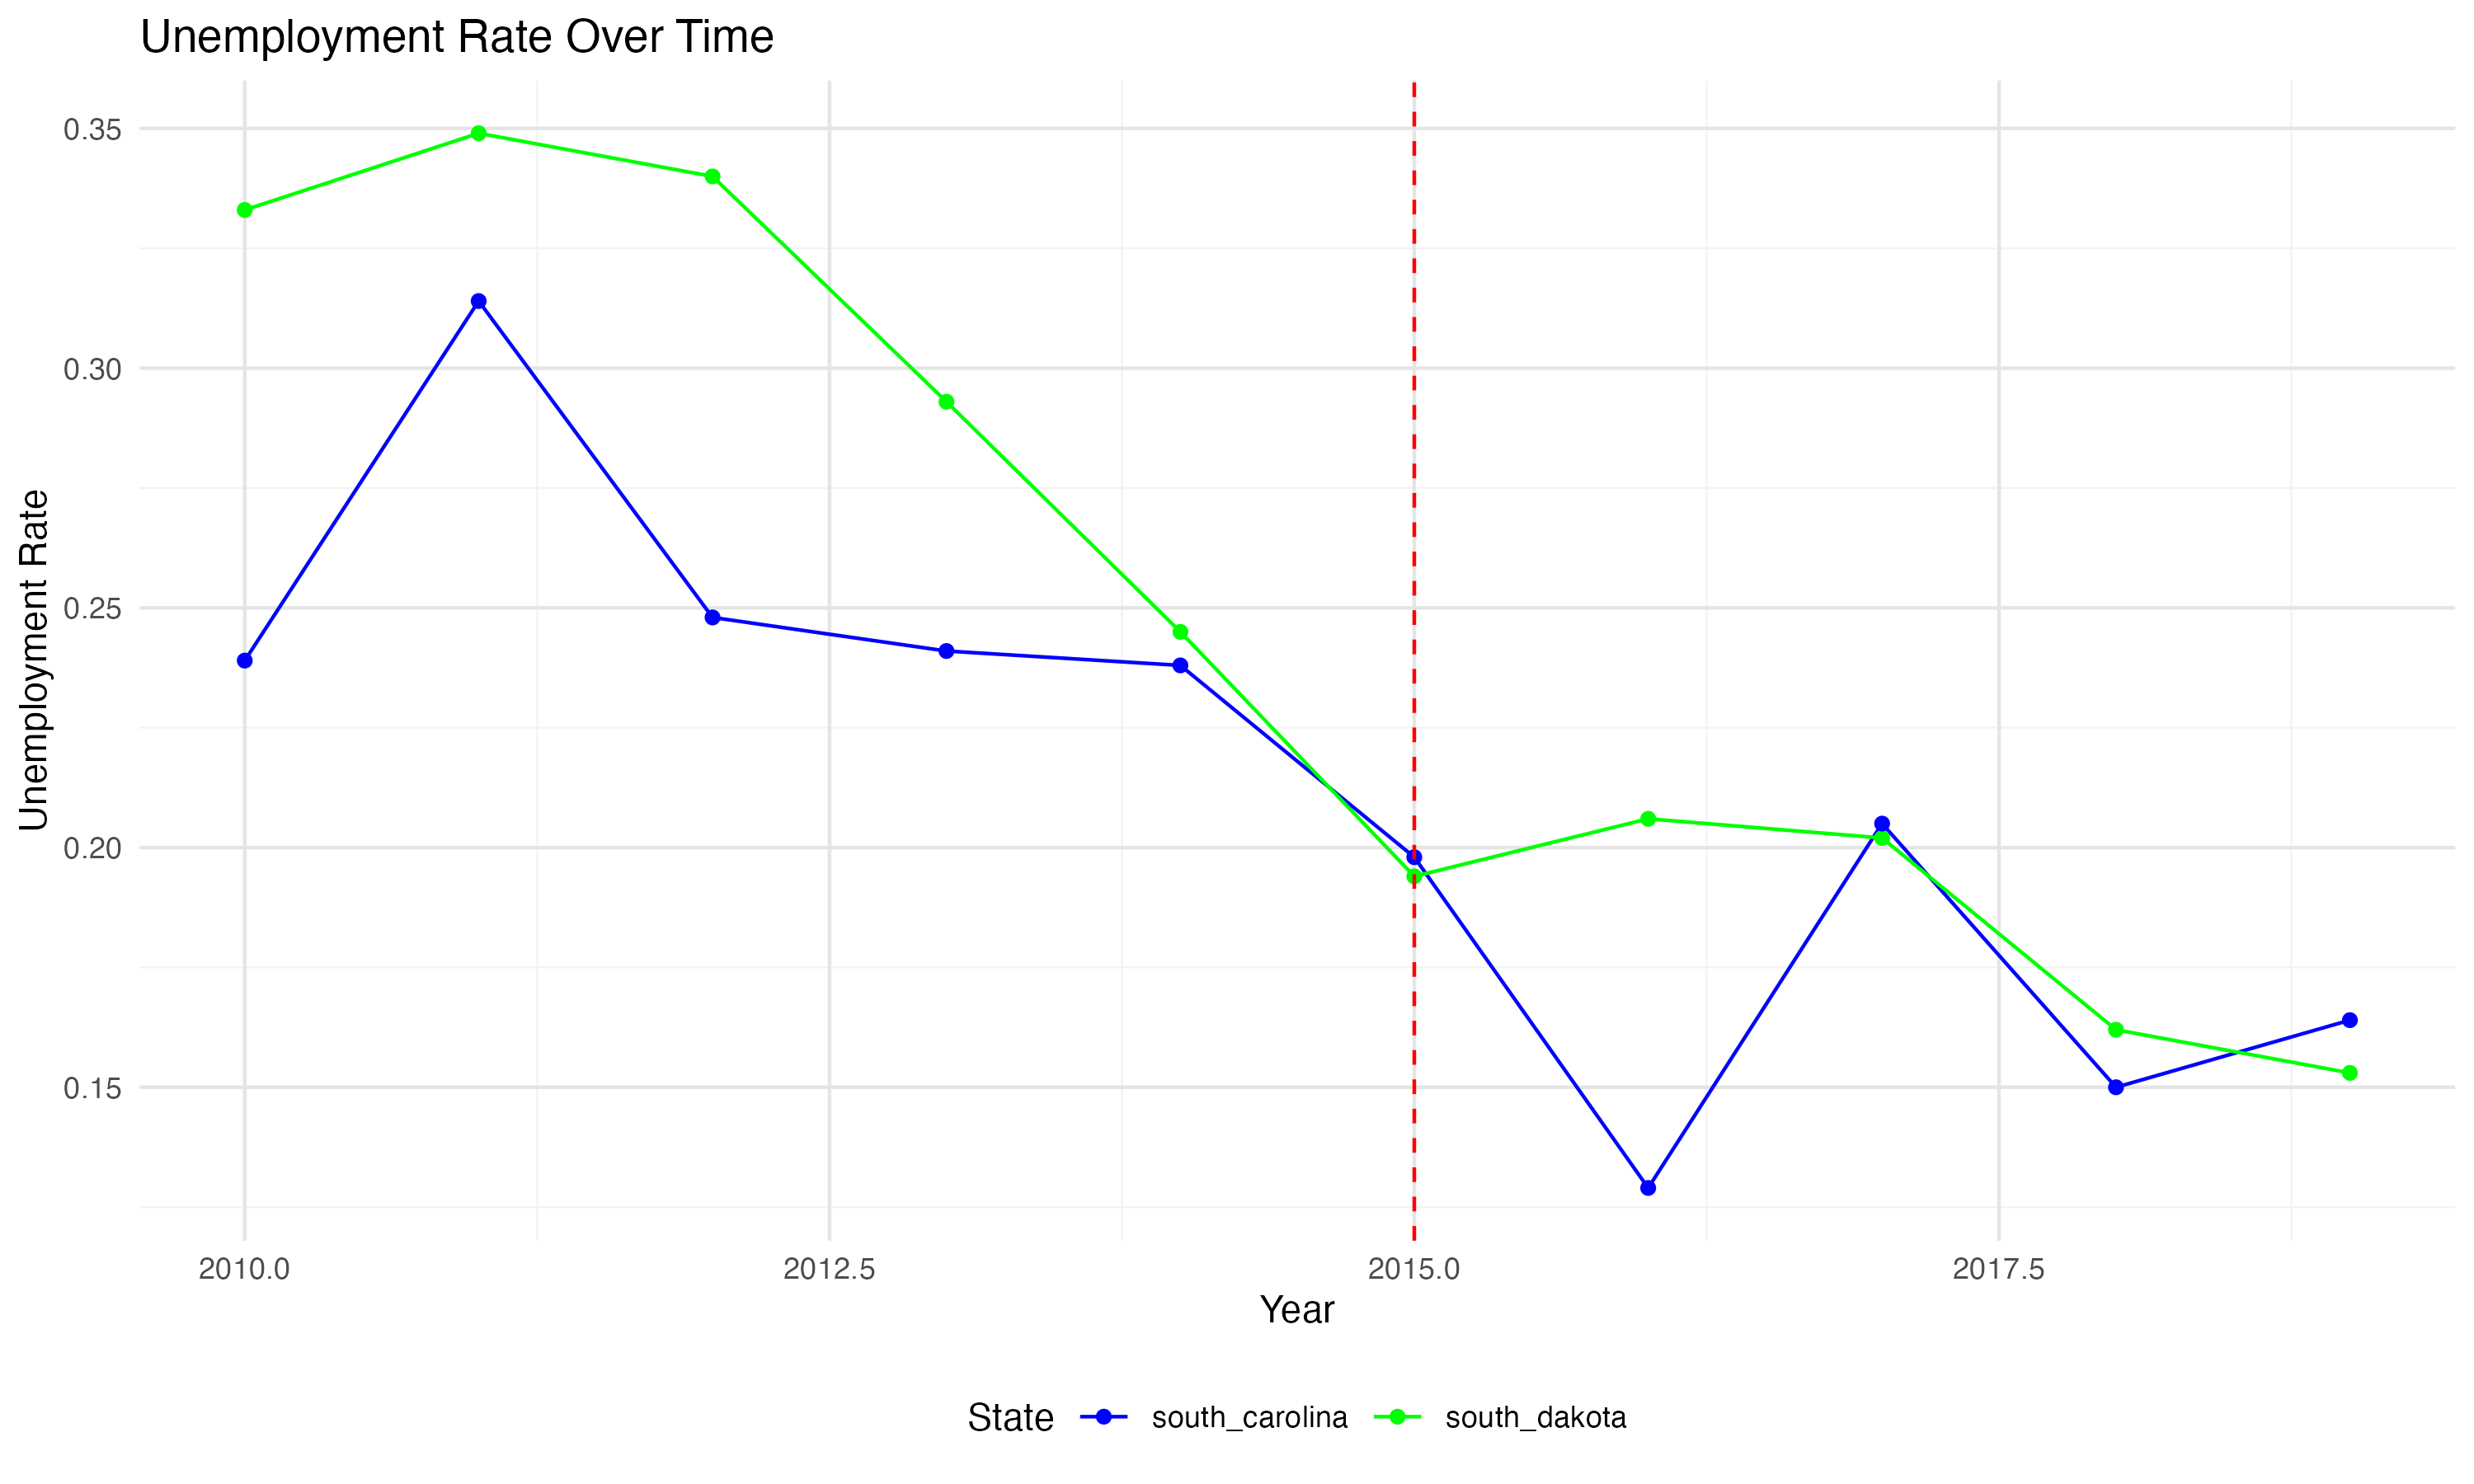 Unemployment Rate Over Time
Unemployment Rate
0.35
0.30
0.25
0.20
0.15
2010.0 2012.5 2015.0 2017.5
Year
State south_carolina south_dakota